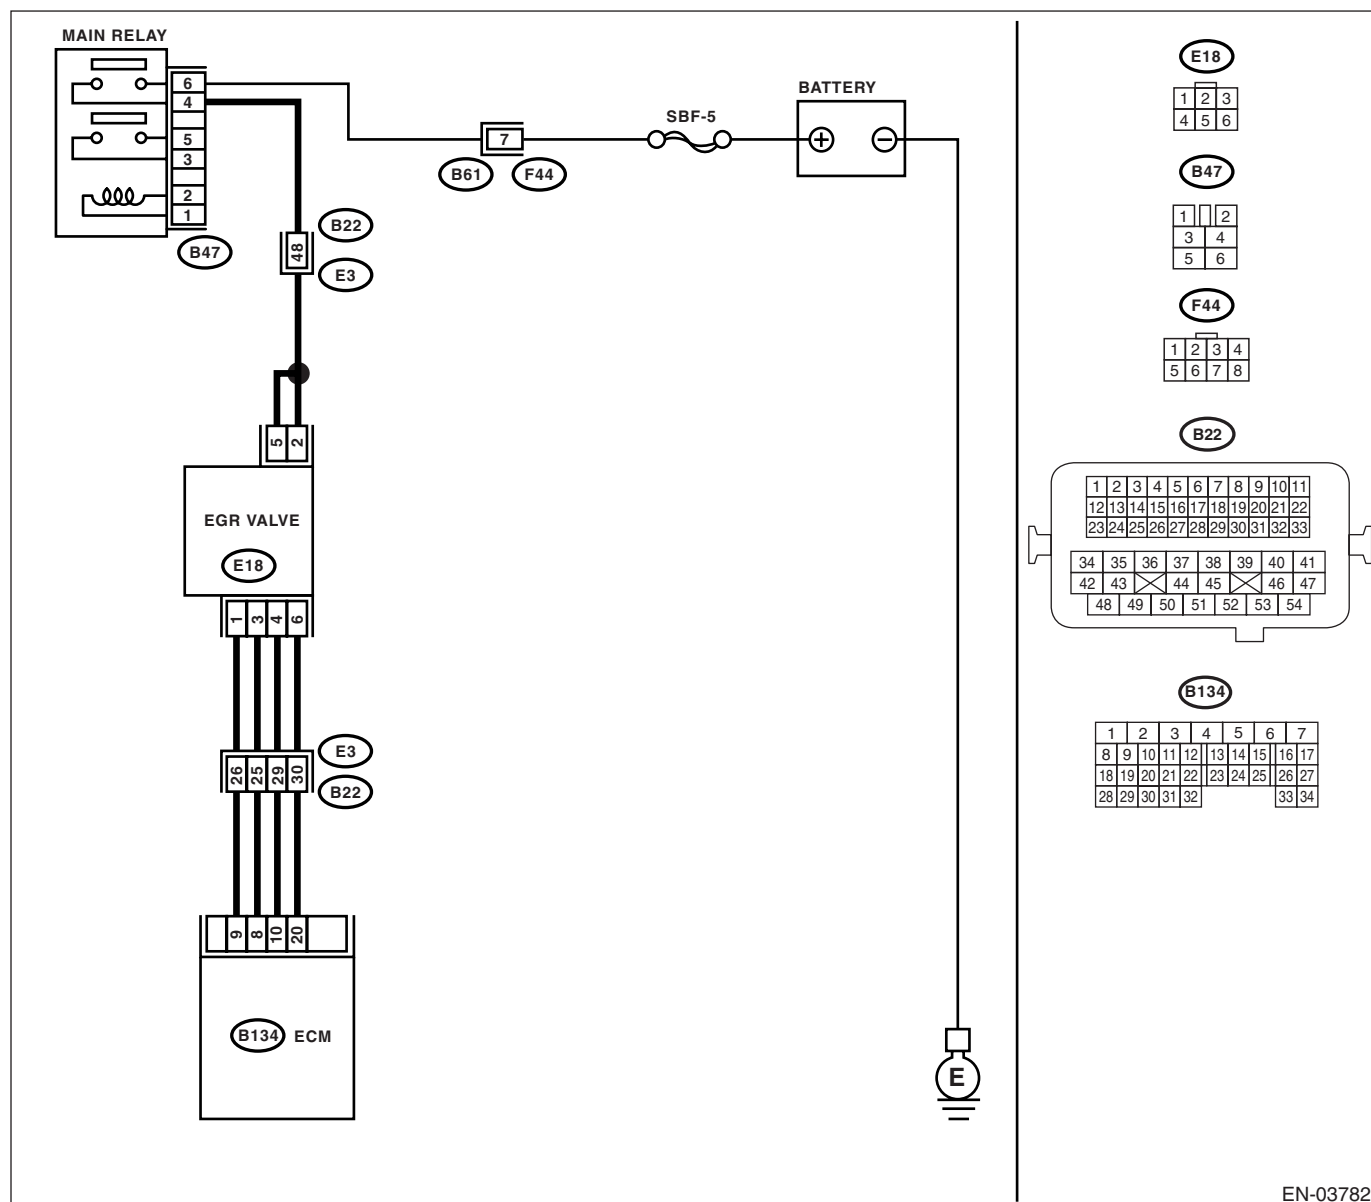 MAIN RELAY
6
4
5
3
2
1
B47
B22
48
E3
7
B61
F44
SBF-5
BATTERY
+
−
5
2
EGR VALVE
E18
1
3
4
6
E3
26
25
29
30
B22
9
8
10
20
B134 ECM
E
E18
1 2 3
4 5 6
B47
1 2
3 4
5 6
F44
1 2 3 4
5 6 7 8
B22
1 2 3 4 5 6 7 8 9 10 11
12 13 14 15 16 17 18 19 20 21 22
23 24 25 26 27 28 29 30 31 32 33
34 35 36 37 38 39 40 41
42 43 44 45 46 47
48 49 50 51 52 53 54
B134
1 2 3 4 5 6 7
8 9 10 11 12 13 14 15 16 17
18 19 20 21 22 23 24 25 26 27
28 29 30 31 32 33 34
EN-03782